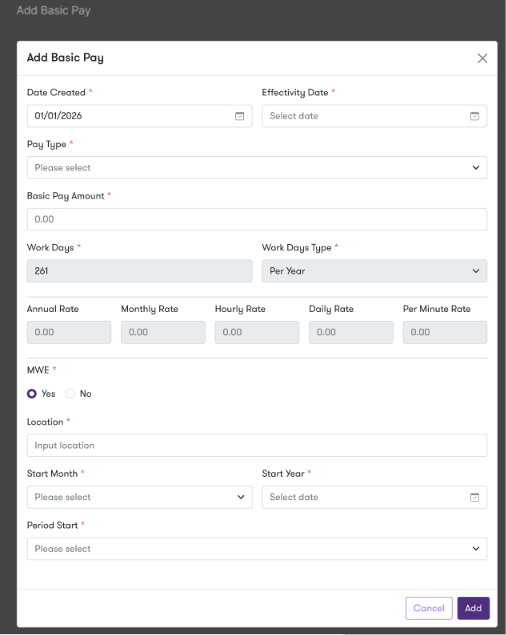 Add Basic Pay
Add Basic Pay
Date Created * Effectivity Date *
01/01/2026 Select date
Pay Type *
Please select
Basic Pay Amount *
0.00
Work Days * Work Days Type *
261 Per Year
Annual Rate Monthly Rate Hourly Rate Daily Rate Per Minute Rate
0.00 0.00 0.00 0.00 0.00
MWE *
Yes No
Location *
Input location
Start Month * Start Year *
Please select Select date
Period Start *
Please select
Cancel Add